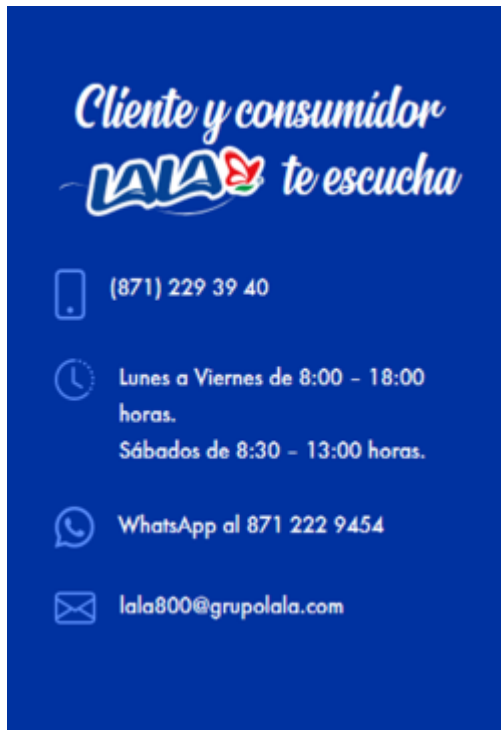 Cliente y consumidor
LALA te escucha
(871) 229 39 40
Lunes a Viernes de 8:00 – 18:00
horas.
Sábados de 8:30 – 13:00 horas.
WhatsApp al 871 222 9454
lala800@grupolala.com